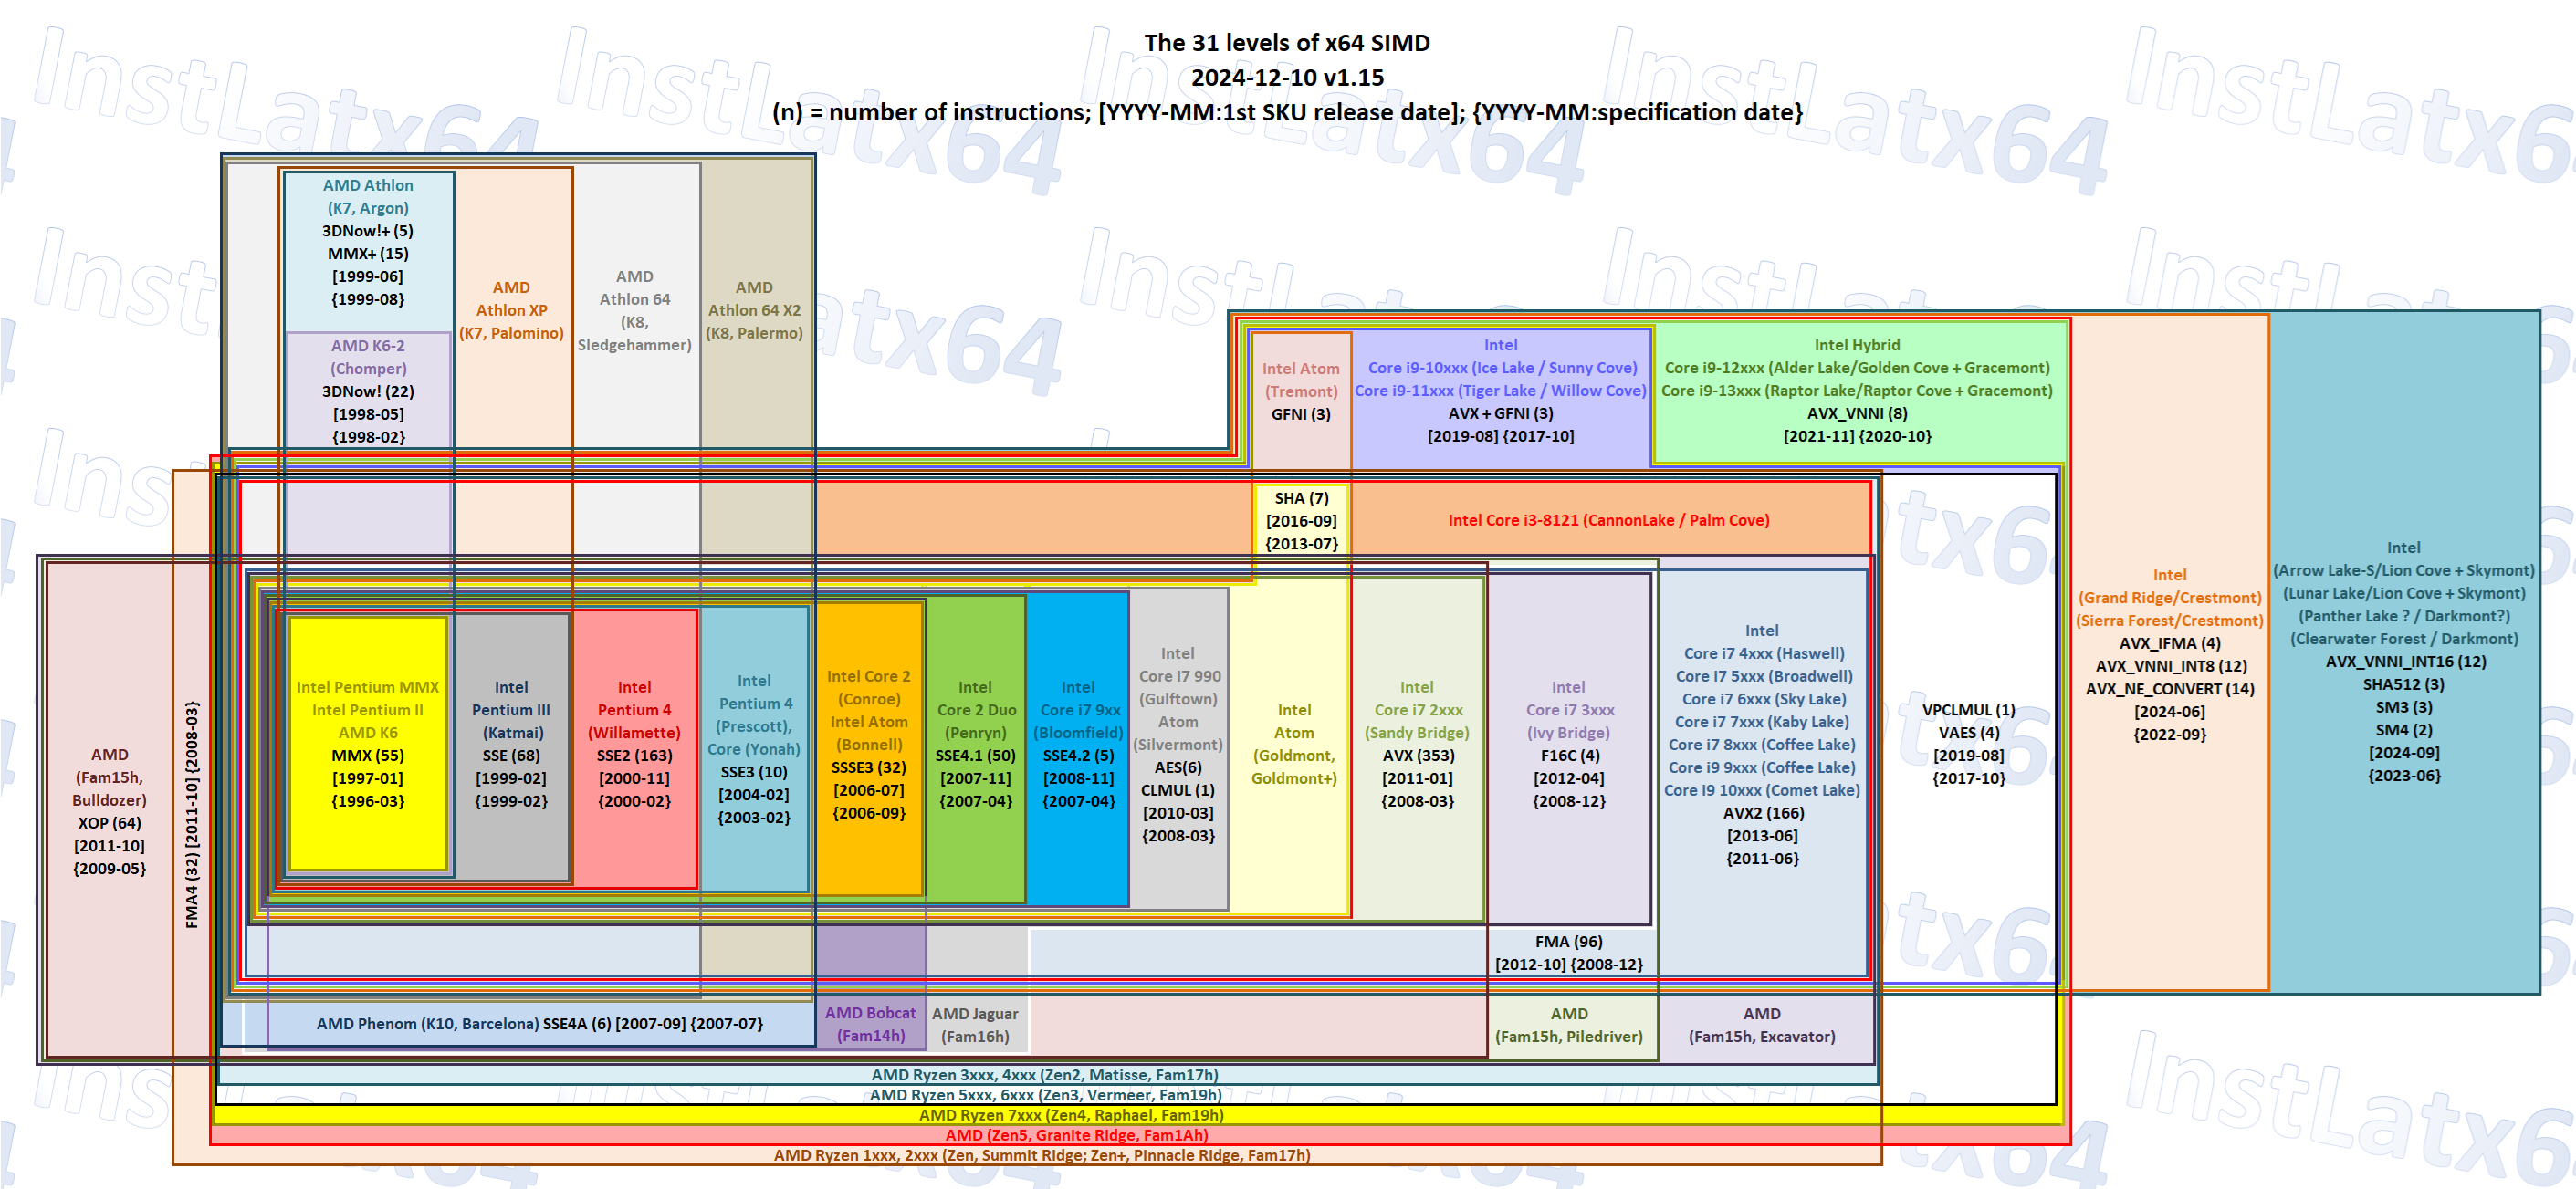 The 31 levels of x64 SIMD
2024-12-10 v1.15
(n) = number of instructions; [YYYY-MM:1st SKU release date]; {YYYY-MM:specification date}
InstLatx64
AMD Athlon
(K7, Argon)
3DNow!+ (5)
MMX+ (15)
[1999-06]
{1999-08}
AMD K6-2
(Chomper)
3DNow! (22)
[1998-05]
{1998-02}
AMD
Athlon XP
(K7, Palomino)
AMD
Athlon 64
(K8,
Sledgehammer)
AMD
Athlon 64 X2
(K8, Palermo)
Intel Atom
(Tremont)
GFNI (3)
Intel
Core i9-10xxx (Ice Lake / Sunny Cove)
Core i9-11xxx (Tiger Lake / Willow Cove)
AVX + GFNI (3)
[2019-08] {2017-10}
Intel Hybrid
Core i9-12xxx (Alder Lake/Golden Cove + Gracemont)
Core i9-13xxx (Raptor Lake/Raptor Cove + Gracemont)
AVX_VNNI (8)
[2021-11] {2020-10}
SHA (7)
[2016-09]
{2013-07}
Intel Core i3-8121 (CannonLake / Palm Cove)
AMD
(Fam15h,
Bulldozer)
XOP (64)
[2011-10]
{2009-05}
FMA4 (32) [2011-10] {2008-03}
Intel Pentium MMX
Intel Pentium II
AMD K6
MMX (55)
[1997-01]
{1996-03}
Intel
Pentium III
(Katmai)
SSE (68)
[1999-02]
{1999-02}
Intel
Pentium 4
(Willamette)
SSE2 (163)
[2000-11]
{2000-02}
Intel
Pentium 4
(Prescott),
Core (Yonah)
SSE3 (10)
[2004-02]
{2003-02}
Intel Core 2
(Conroe)
Intel Atom
(Bonnell)
SSSE3 (32)
[2006-07]
{2006-09}
Intel
Core 2 Duo
(Penryn)
SSE4.1 (50)
[2007-11]
{2007-04}
Intel
Core i7 9xx
(Bloomfield)
SSE4.2 (5)
[2008-11]
{2007-04}
Intel
Core i7 990
(Gulftown)
Atom
(Silvermont)
AES(6)
CLMUL (1)
[2010-03]
{2008-03}
Intel
Atom
(Goldmont,
Goldmont+)
Intel
Core i7 2xxx
(Sandy Bridge)
AVX (353)
[2011-01]
{2008-03}
Intel
Core i7 3xxx
(Ivy Bridge)
F16C (4)
[2012-04]
{2008-12}
Intel
Core i7 4xxx (Haswell)
Core i7 5xxx (Broadwell)
Core i7 6xxx (Sky Lake)
Core i7 7xxx (Kaby Lake)
Core i7 8xxx (Coffee Lake)
Core i9 9xxx (Coffee Lake)
Core i9 10xxx (Comet Lake)
AVX2 (166)
[2013-06]
{2011-06}
VPCLMUL (1)
VAES (4)
[2019-08]
{2017-10}
Intel
(Grand Ridge/Crestmont)
(Sierra Forest/Crestmont)
AVX_IFMA (4)
AVX_VNNI_INT8 (12)
AVX_NE_CONVERT (14)
[2024-06]
{2022-09}
Intel
(Arrow Lake-S/Lion Cove + Skymont)
(Lunar Lake/Lion Cove + Skymont)
(Panther Lake ? / Darkmont?)
(Clearwater Forest / Darkmont)
AVX_VNNI_INT16 (12)
SHA512 (3)
SM3 (3)
SM4 (2)
[2024-09]
{2023-06}
FMA (96)
[2012-10] {2008-12}
AMD Phenom (K10, Barcelona) SSE4A (6) [2007-09] {2007-07}
AMD Bobcat
(Fam14h)
AMD Jaguar
(Fam16h)
AMD
(Fam15h, Piledriver)
AMD
(Fam15h, Excavator)
AMD Ryzen 3xxx, 4xxx (Zen2, Matisse, Fam17h)
AMD Ryzen 5xxx, 6xxx (Zen3, Vermeer, Fam19h)
AMD Ryzen 7xxx (Zen4, Raphael, Fam19h)
AMD (Zen5, Granite Ridge, Fam1Ah)
AMD Ryzen 1xxx, 2xxx (Zen, Summit Ridge; Zen+, Pinnacle Ridge, Fam17h)